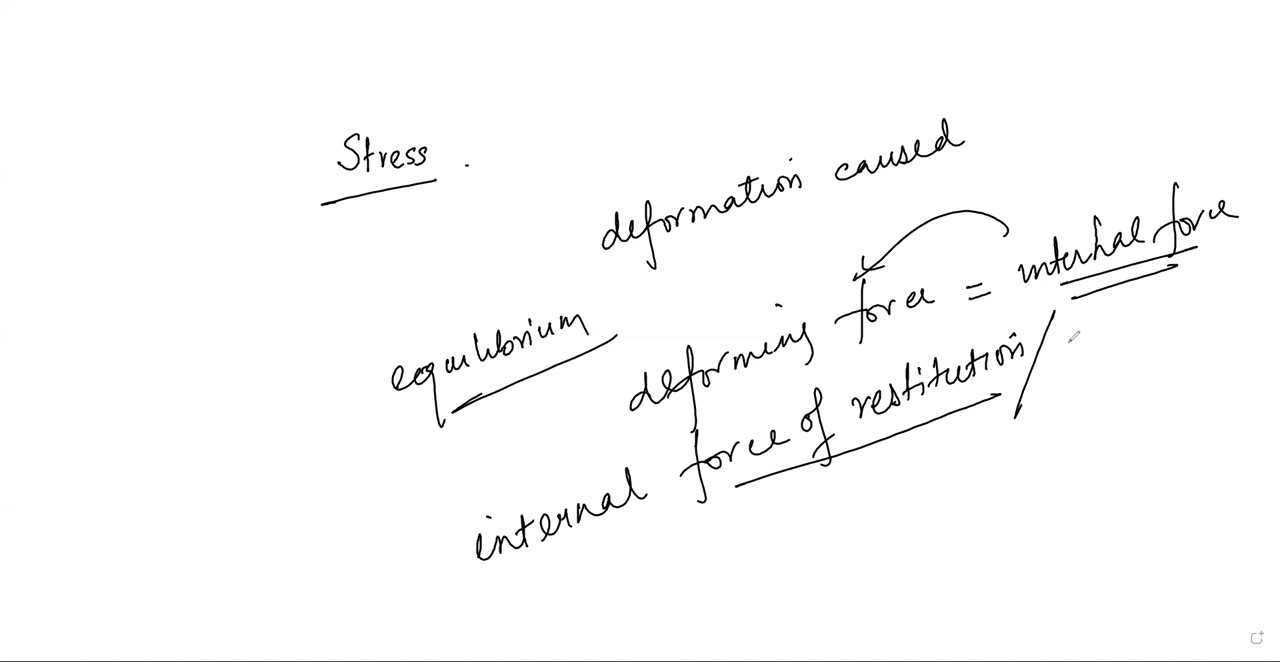 Stress .
deformation caused
equilibrium
deforming force = internal force
internal force of restitution /